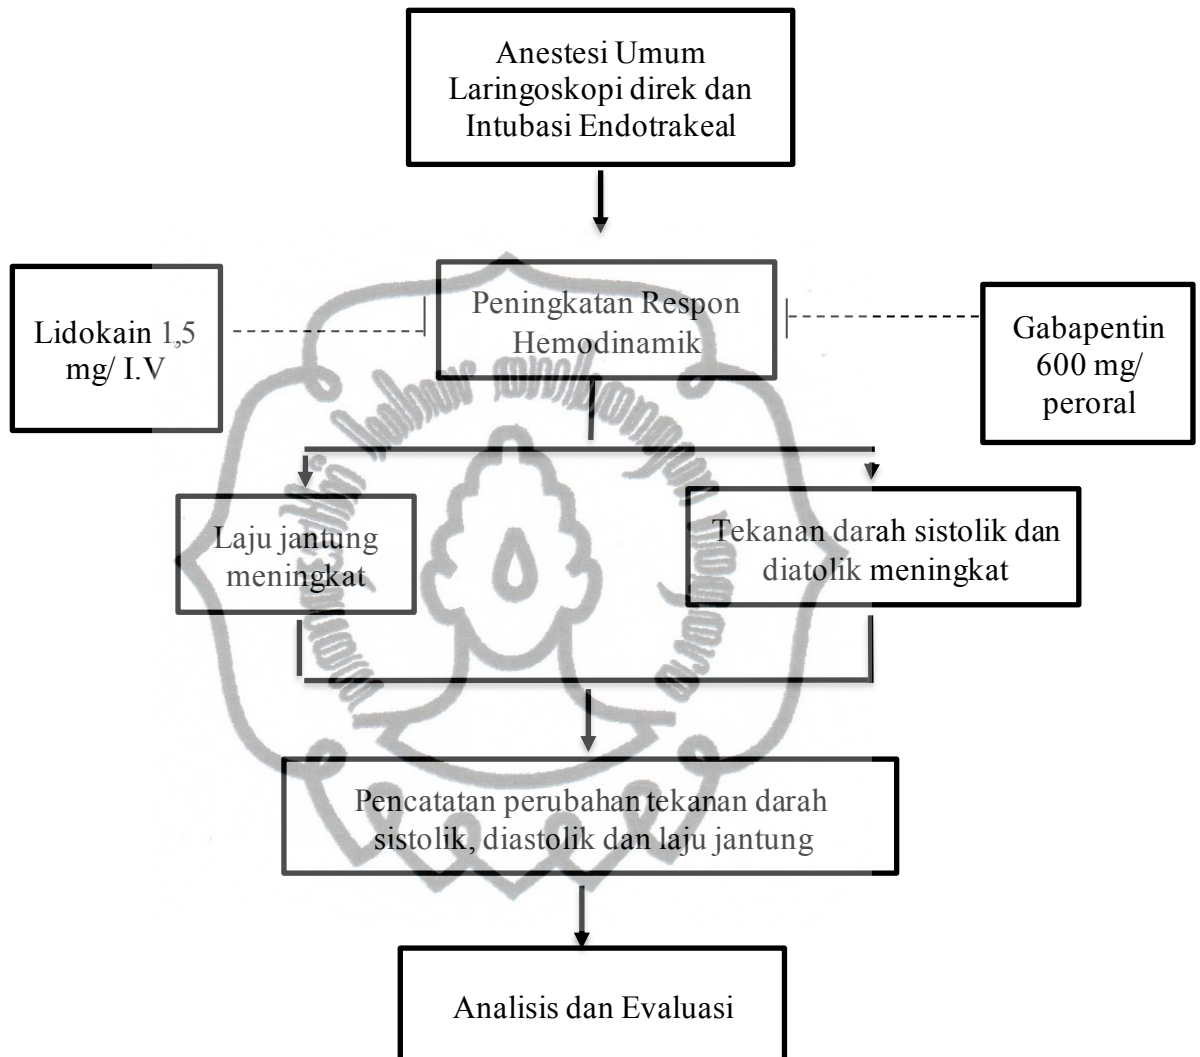 Anestesi Umum
Laringoskopi direk dan
Intubasi Endotrakeal
Peningkatan Respon
Hemodinamik
Lidokain 1,5
mg/ I.V
Gabapentin
600 mg/
peroral
Laju jantung
meningkat
Tekanan darah sistolik dan
diatolik meningkat
Pencatatan perubahan tekanan darah
sistolik, diastolik dan laju jantung
Analisis dan Evaluasi